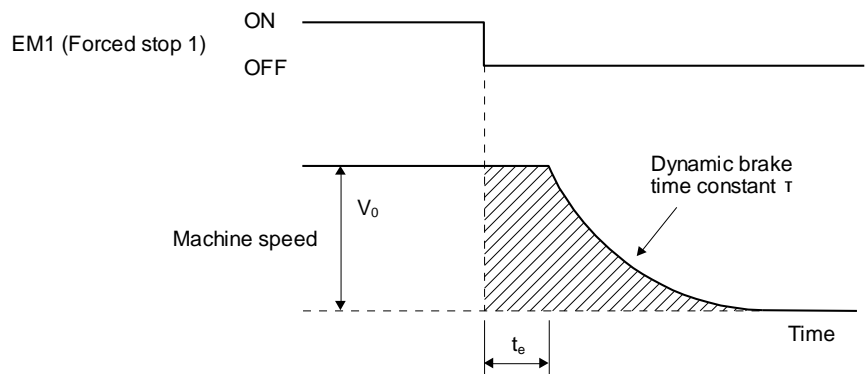 ON
EM1 (Forced stop 1)
OFF
Dynamic brake
time constant τ
V₀
Machine speed
Time
tₑ